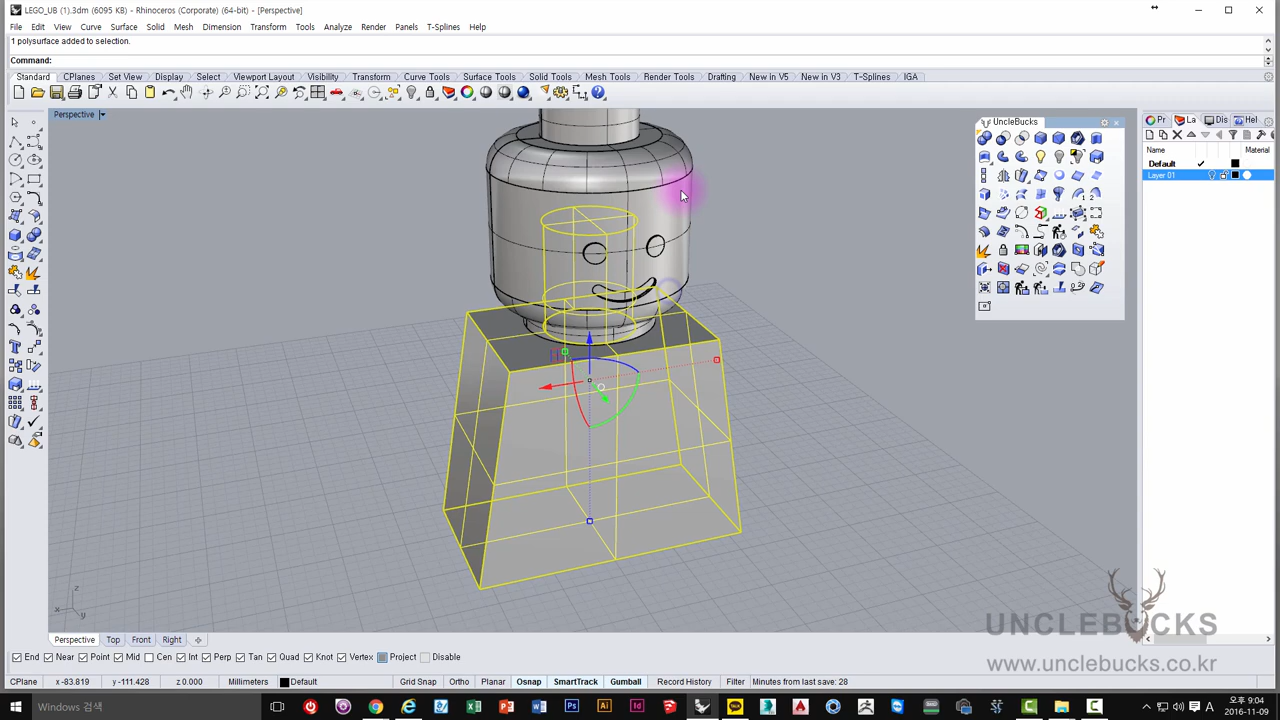 LEGO_UB (1).3dm (6095 KB) - Rhinoceros (Corporate) (64-bit) - [Perspective]
File Edit View Curve Surface Solid Mesh Dimension Transform Tools Analyze Render Panels T-Splines Help
1 polysurface added to selection.
Command:
Standard CPlanes Set View Display Select Viewport Layout Visibility Transform Curve Tools Surface Tools Solid Tools Mesh Tools Render Tools Drafting New in V5 New in V3 T-Splines IGA
Perspective
UncleBucks
Pr La Dis Hel
Name Material
Default
Layer 01
UNCLEBUCKS
www.unclebucks.co.kr
Perspective Top Front Right
End Near Point Mid Cen Int Perp Tan Quad Knot Vertex Project Disable
CPlane x -83.819 y -111.428 z 0.000 Millimeters Default Grid Snap Ortho Planar Osnap SmartTrack Gumball Record History Filter Minutes from last save: 28
Windows 검색
A 오후 9:04
2016-11-09
z
x y